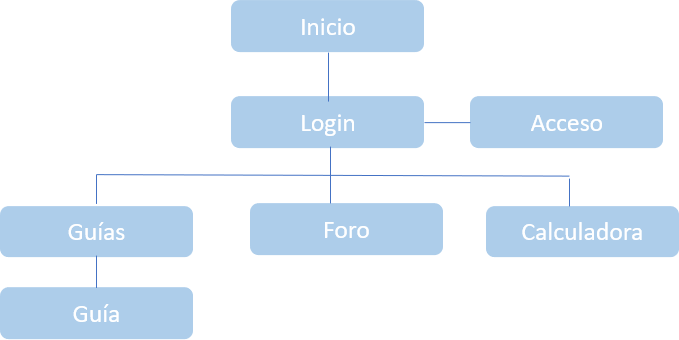 Inicio
Login
Acceso
Guías
Foro
Calculadora
Guía